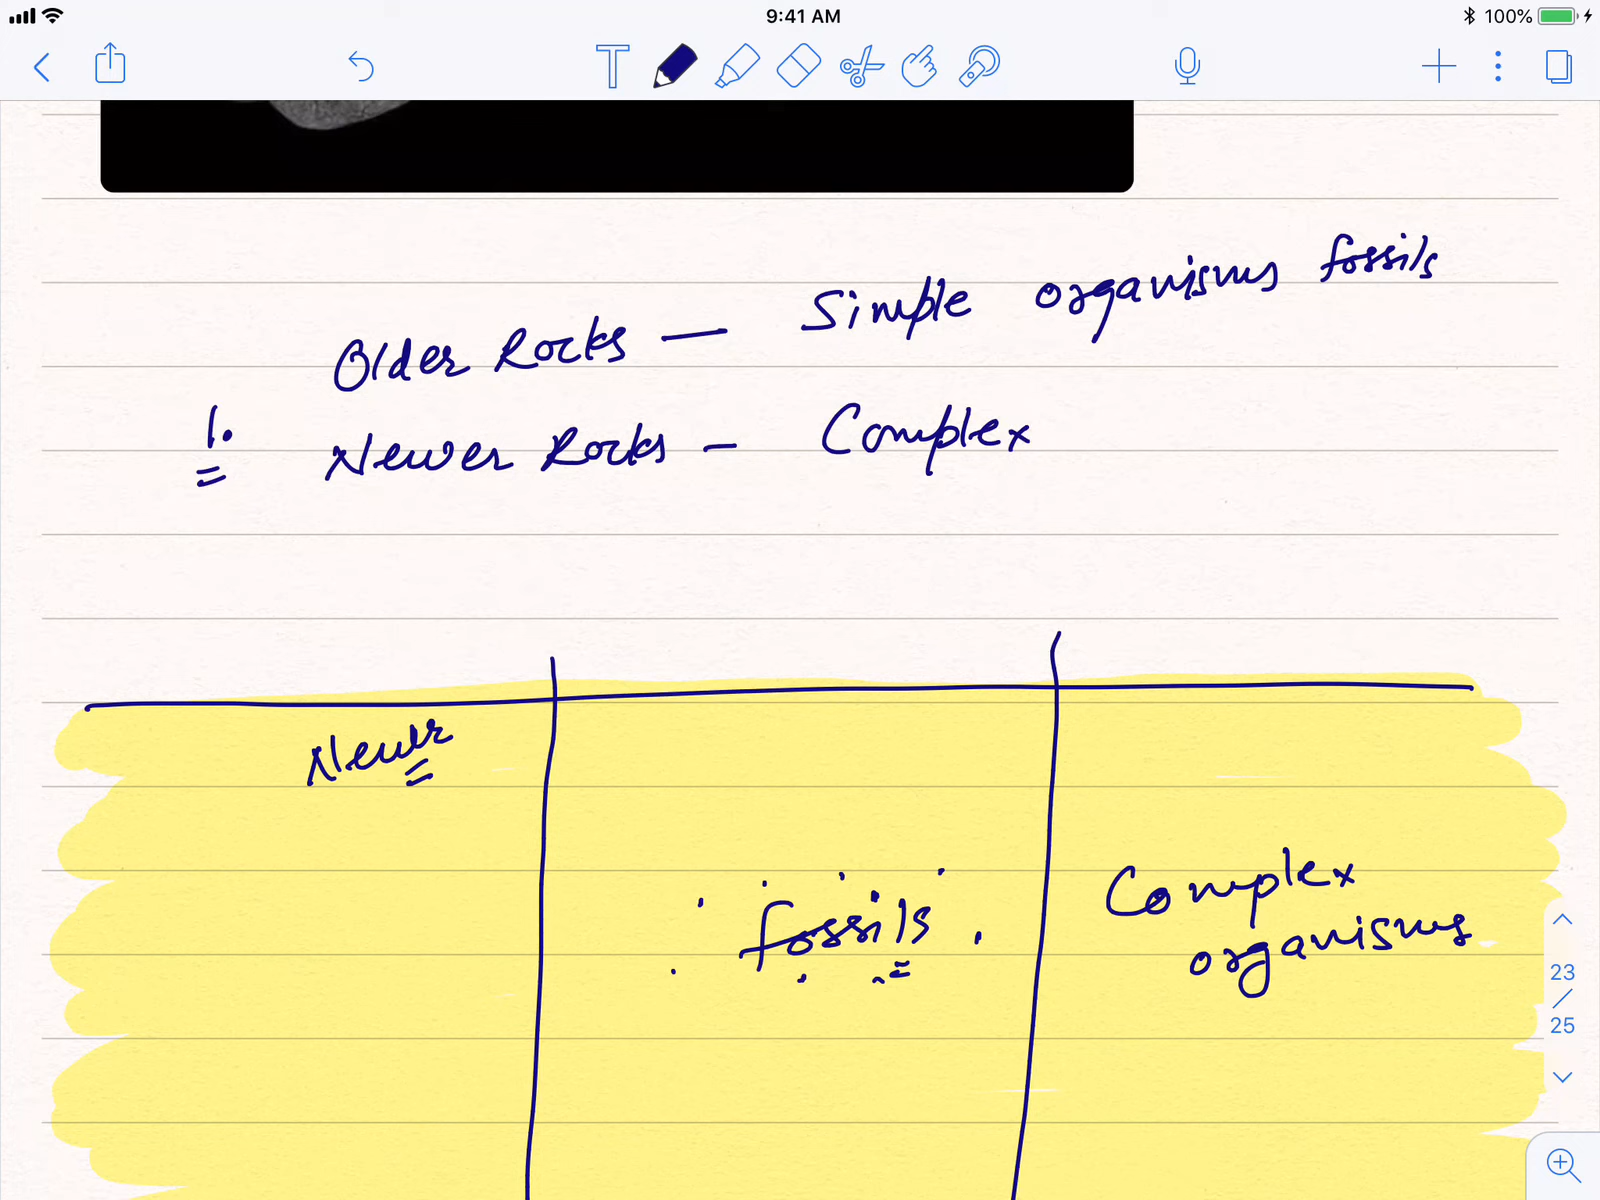 9:41 AM
100%
Older Rocks — Simple organisms fossils
1.
Newer Rocks - Complex
Newer
fossils
Complex
organisms
23
/
25